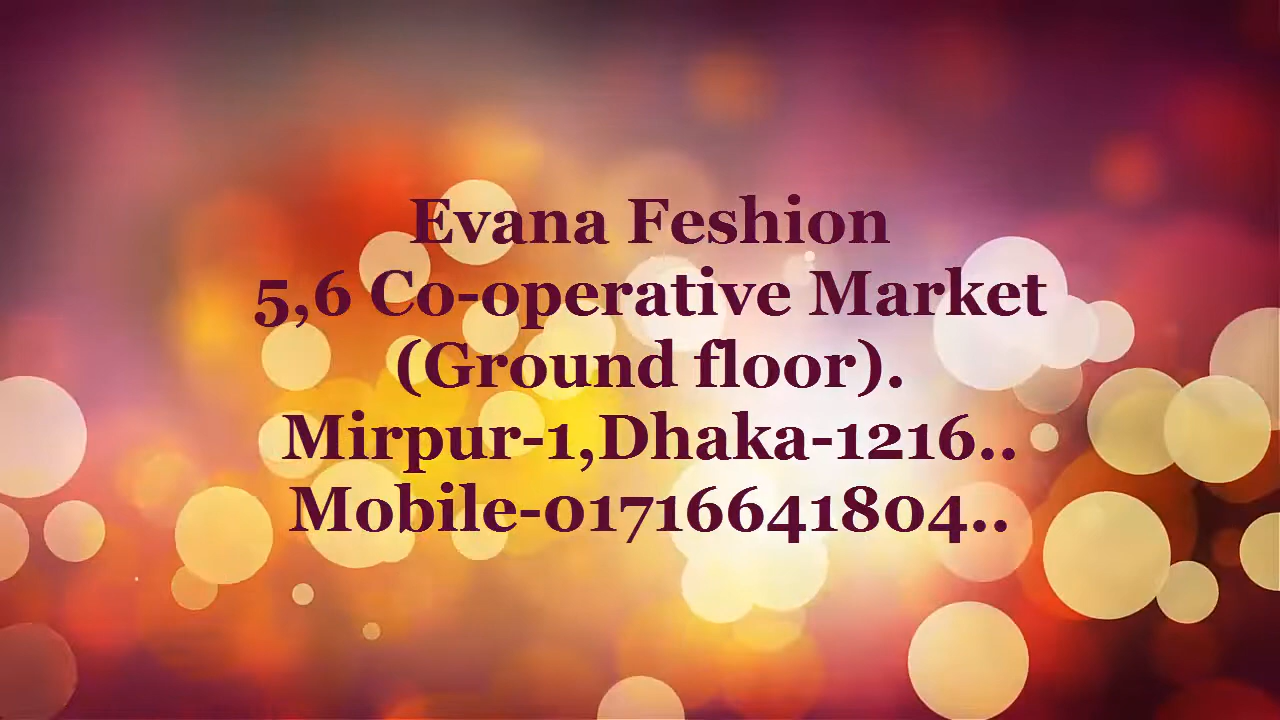 Evana Feshion
5,6 Co-operative Market
(Ground floor).
Mirpur-1,Dhaka-1216..
Mobile-01716641804..